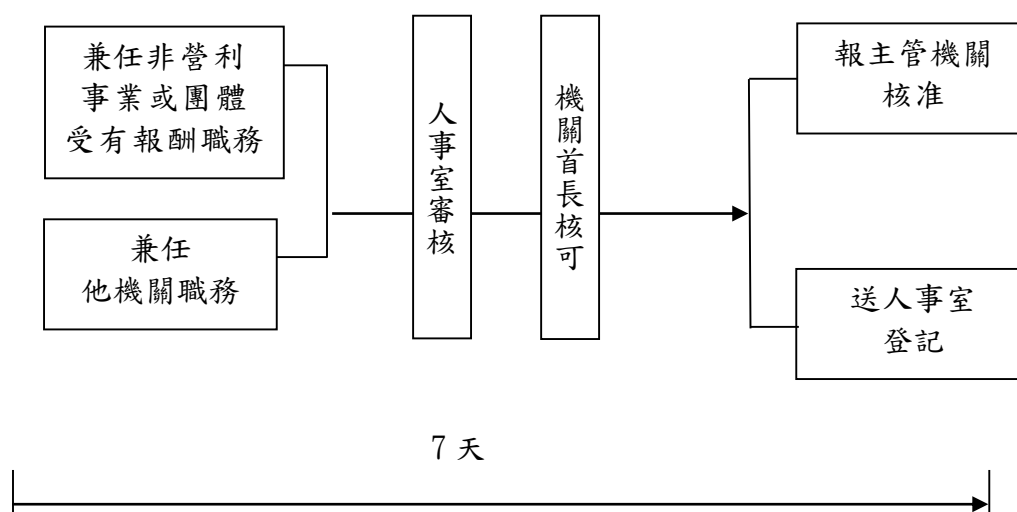 兼任非營利
事業或團體
受有報酬職務
兼任
他機關職務
人事室審核
機關首長核可
報主管機關
核准
送人事室
登記
7天